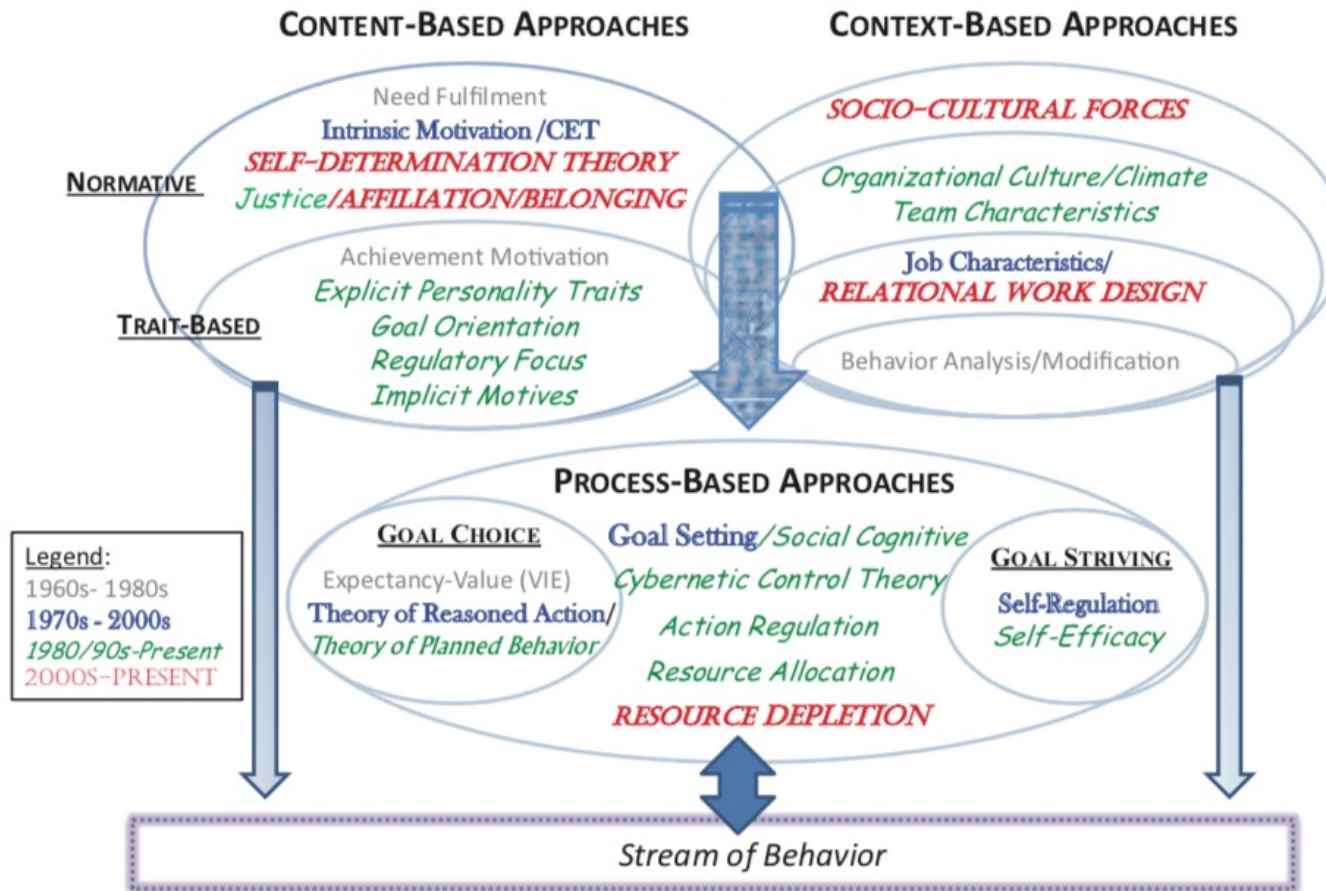 CONTENT-BASED APPROACHES
CONTEXT-BASED APPROACHES
Need Fulfilment
Intrinsic Motivation /CET
SELF-DETERMINATION THEORY
Justice/AFFILIATION/BELONGING
NORMATIVE
Achievement Motivation
Explicit Personality Traits
Goal Orientation
Regulatory Focus
Implicit Motives
TRAIT-BASED
SOCIO-CULTURAL FORCES
Organizational Culture/Climate
Team Characteristics
Job Characteristics/
RELATIONAL WORK DESIGN
Behavior Analysis/Modification
PROCESS-BASED APPROACHES
GOAL CHOICE
Expectancy-Value (VIE)
Theory of Reasoned Action/
Theory of Planned Behavior
Goal Setting/Social Cognitive
Cybernetic Control Theory
Action Regulation
Resource Allocation
RESOURCE DEPLETION
GOAL STRIVING
Self-Regulation
Self-Efficacy
Legend:
1960s- 1980s
1970s - 2000s
1980/90s-Present
2000S-PRESENT
Stream of Behavior